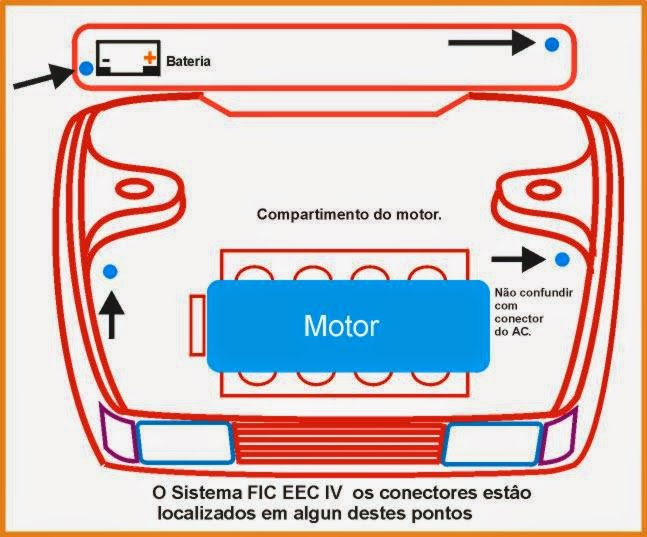 - + Bateria
Compartimento do motor.
Motor
Não confundir
com
conector
do AC.
O Sistema FIC EEC IV os conectores estâo
localizados em algun destes pontos